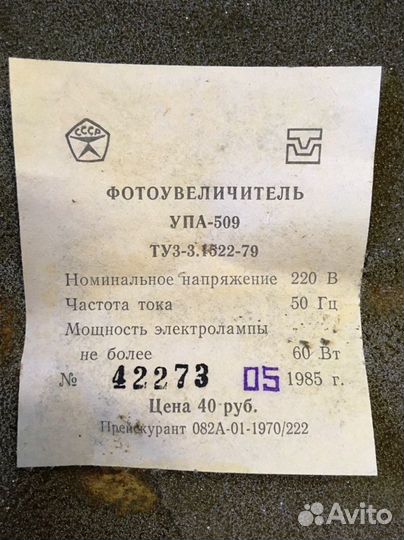 СССР
ФОТОУВЕЛИЧИТЕЛЬ
УПА-509
ТУ3-3.1522-79
Номинальное напряжение 220 В
Частота тока 50 Гц
Мощность электролампы
не более 60 Вт
№ 42273 05 1985 г.
Цена 40 руб.
Прейскурант 082А-01-1970/222
Avito